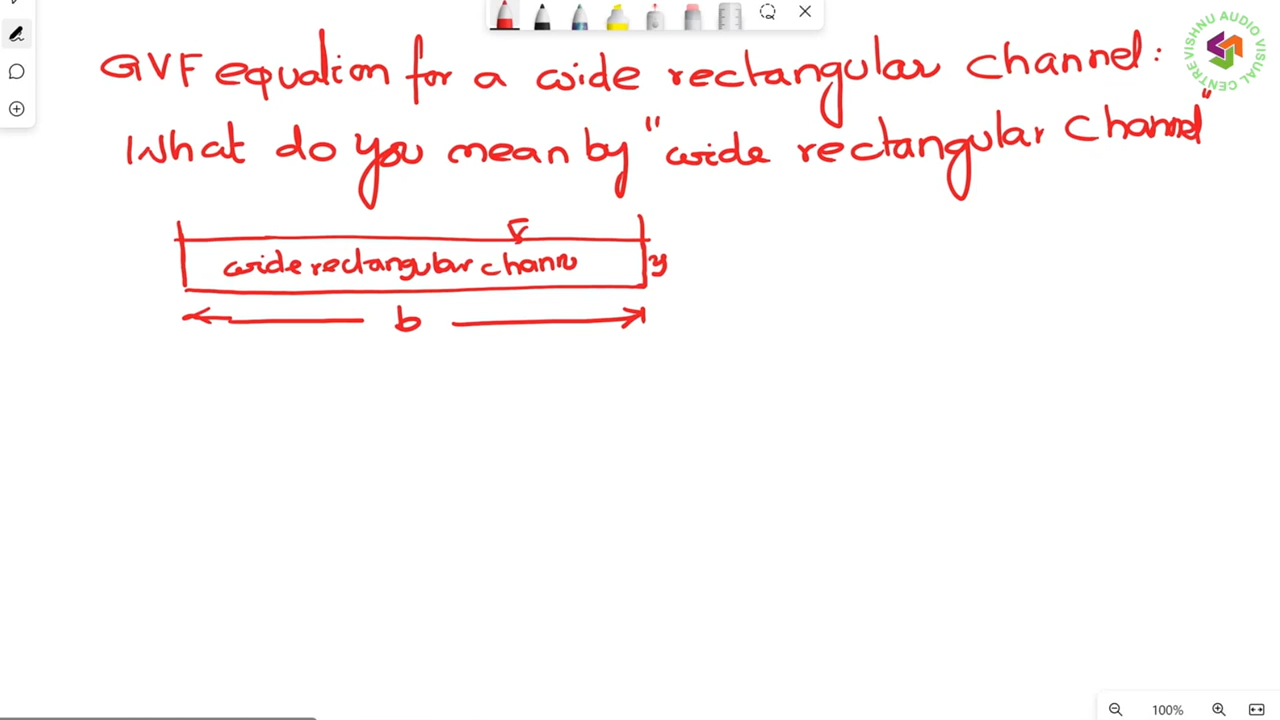 GVF equation for a wide rectangular channel:
What do you mean by "wide rectangular channel"
wide rectangular chann
y
b
VISHNU AUDIO VISUAL CENTRE
100%